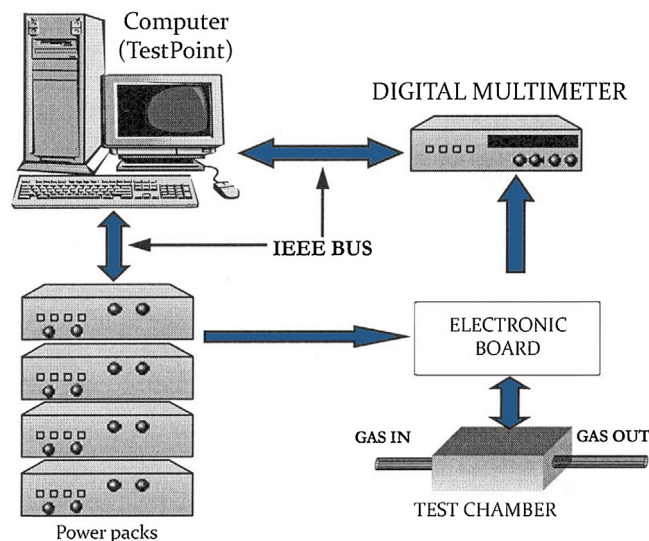 Computer
(TestPoint)
DIGITAL MULTIMETER
IEEE BUS
ELECTRONIC
BOARD
GAS IN
GAS OUT
TEST CHAMBER
Power packs